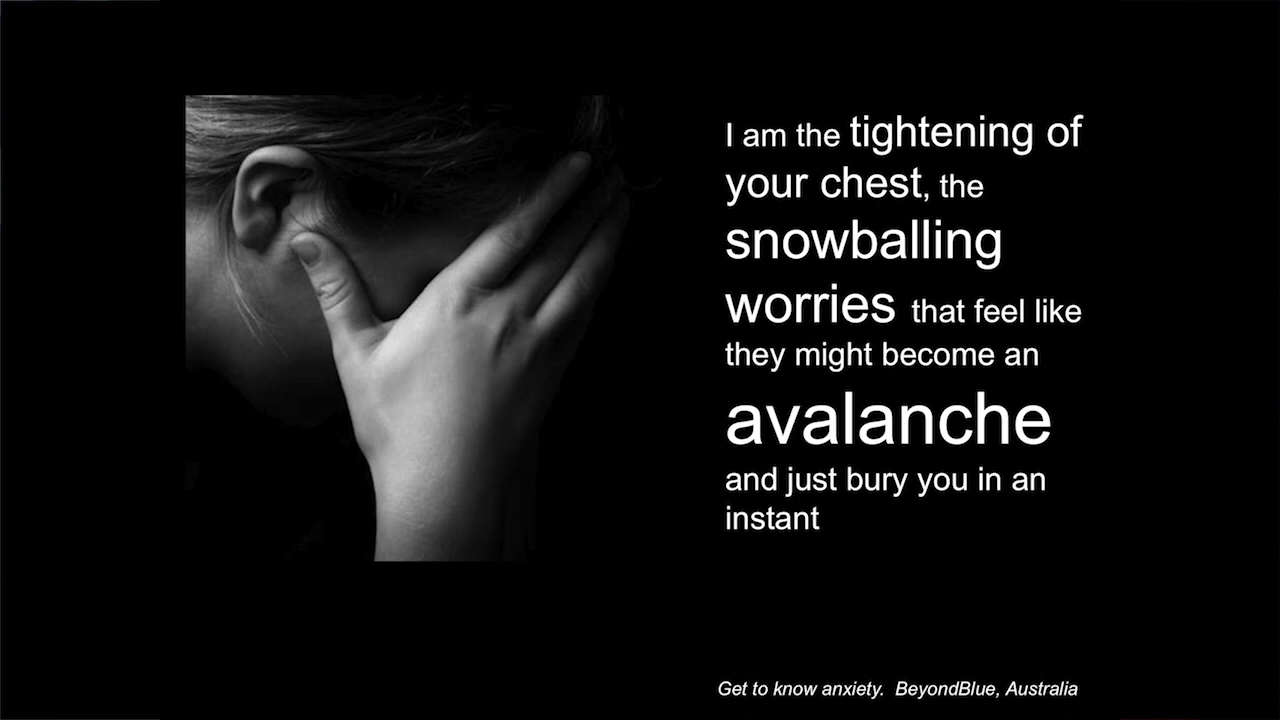 I am the tightening of
your chest, the
snowballing
worries that feel like
they might become an
avalanche
and just bury you in an
instant
Get to know anxiety. BeyondBlue, Australia